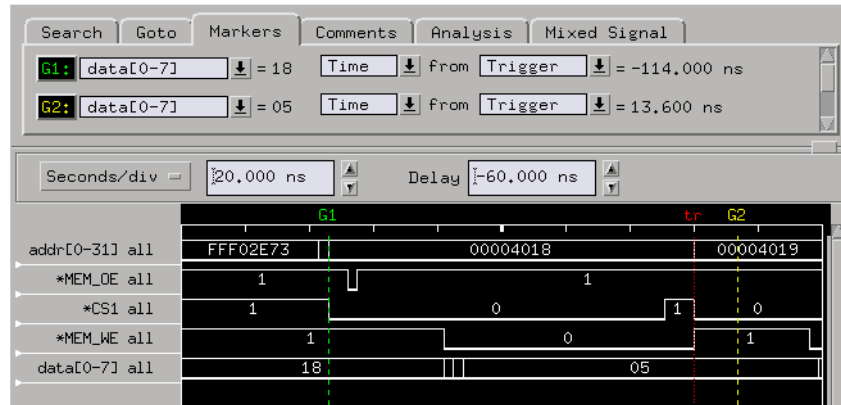 Search Goto Markers Comments Analysis Mixed Signal
G1: data[0-7] = 18 Time from Trigger = -114.000 ns
G2: data[0-7] = 05 Time from Trigger = 13.600 ns
Seconds/div 20.000 ns Delay -60.000 ns
G1 tr G2
addr[0-31] all FFF02E73 00004018 00004019
*MEM_OE all 1 1
*CS1 all 1 0 1 0
*MEM_WE all 1 0 1
data[0-7] all 18 05